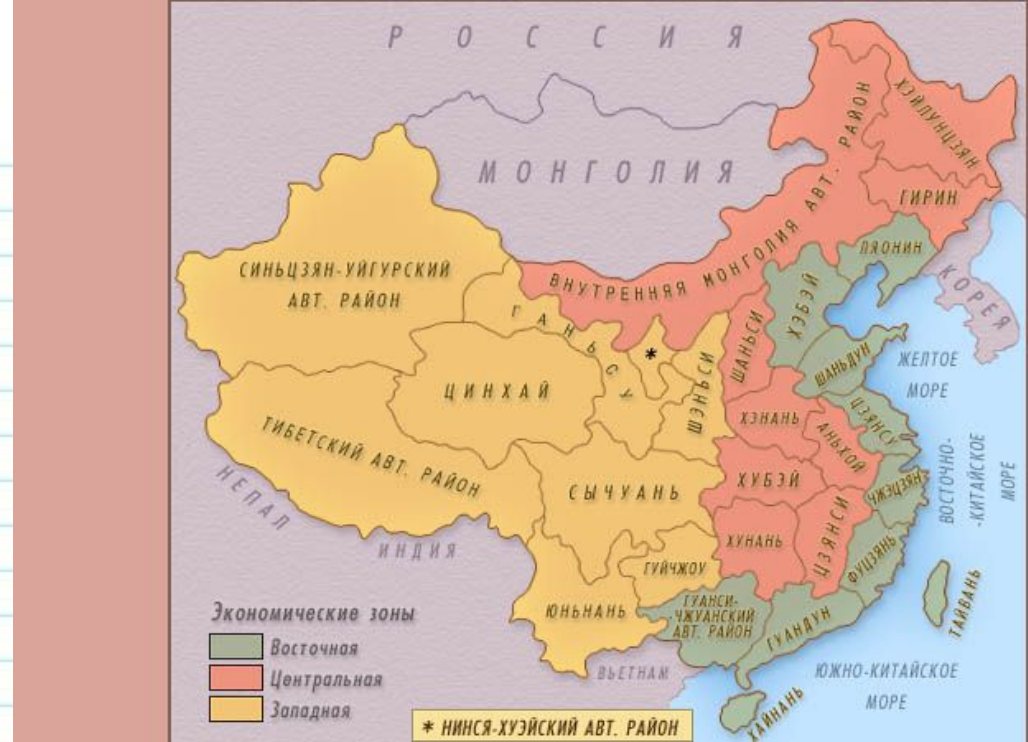 РОССИЯ
МОНГОЛИЯ
ХЭЙЛУНЦЗЯН
ГИРИН
ВНУТРЕННЯЯ МОНГОЛИЯ АВТ. РАЙОН
ЛЯОНИН
КОРЕЯ
СИНЬЦЗЯН-УЙГУРСКИЙ
АВТ. РАЙОН
ГАНЬСУ
*
ХЭБЭЙ
ШАНЬСИ
ШАНЬДУН
ЖЕЛТОЕ
МОРЕ
ЦИНХАЙ
ШЭНЬСИ
ХЭНАНЬ
ЦЗЯНСУ
АНЬХОЙ
ТИБЕТСКИЙ АВТ. РАЙОН
СЫЧУАНЬ
ХУБЭЙ
ЧЖЭЦЗЯН
ВОСТОЧНО-
-КИТАЙСКОЕ
МОРЕ
НЕПАЛ
ИНДИЯ
ХУНАНЬ
ЦЗЯНСИ
ФУЦЗЯНЬ
ГУЙЧЖОУ
ЮНЬНАНЬ
ГУАНСИ-
ЧЖУАНСКИЙ
АВТ. РАЙОН
ГУАНДУН
ТАЙВАНЬ
ВЬЕТНАМ
ЮЖНО-КИТАЙСКОЕ
МОРЕ
ХАЙНАНЬ
Экономические зоны
Восточная
Центральная
Западная
* НИНСЯ-ХУЭЙСКИЙ АВТ. РАЙОН